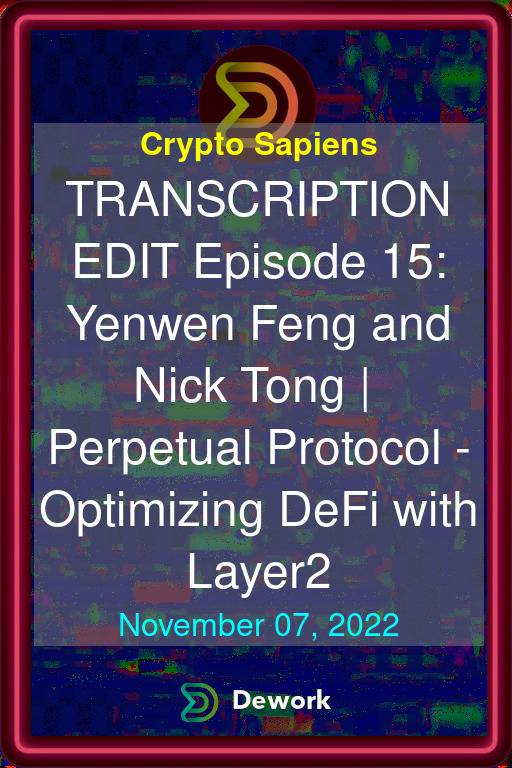 Crypto Sapiens
TRANSCRIPTION
EDIT Episode 15:
Yenwen Feng and
Nick Tong |
Perpetual Protocol -
Optimizing DeFi with
Layer2
November 07, 2022
Dework